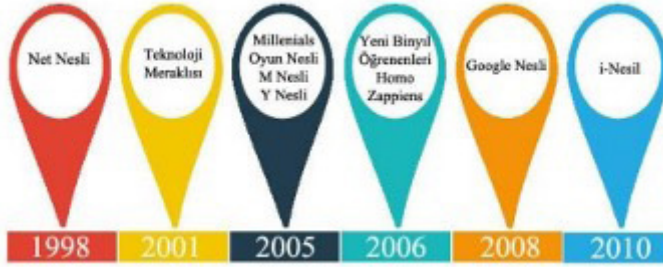 Net Nesli
Teknoloji
Meraklısı
Millenials
Oyun Nesli
M Nesli
Y Nesli
Yeni Binyıl
Öğrenenleri
Homo
Zappiens
Google Nesli
i-Nesil
1998
2001
2005
2006
2008
2010